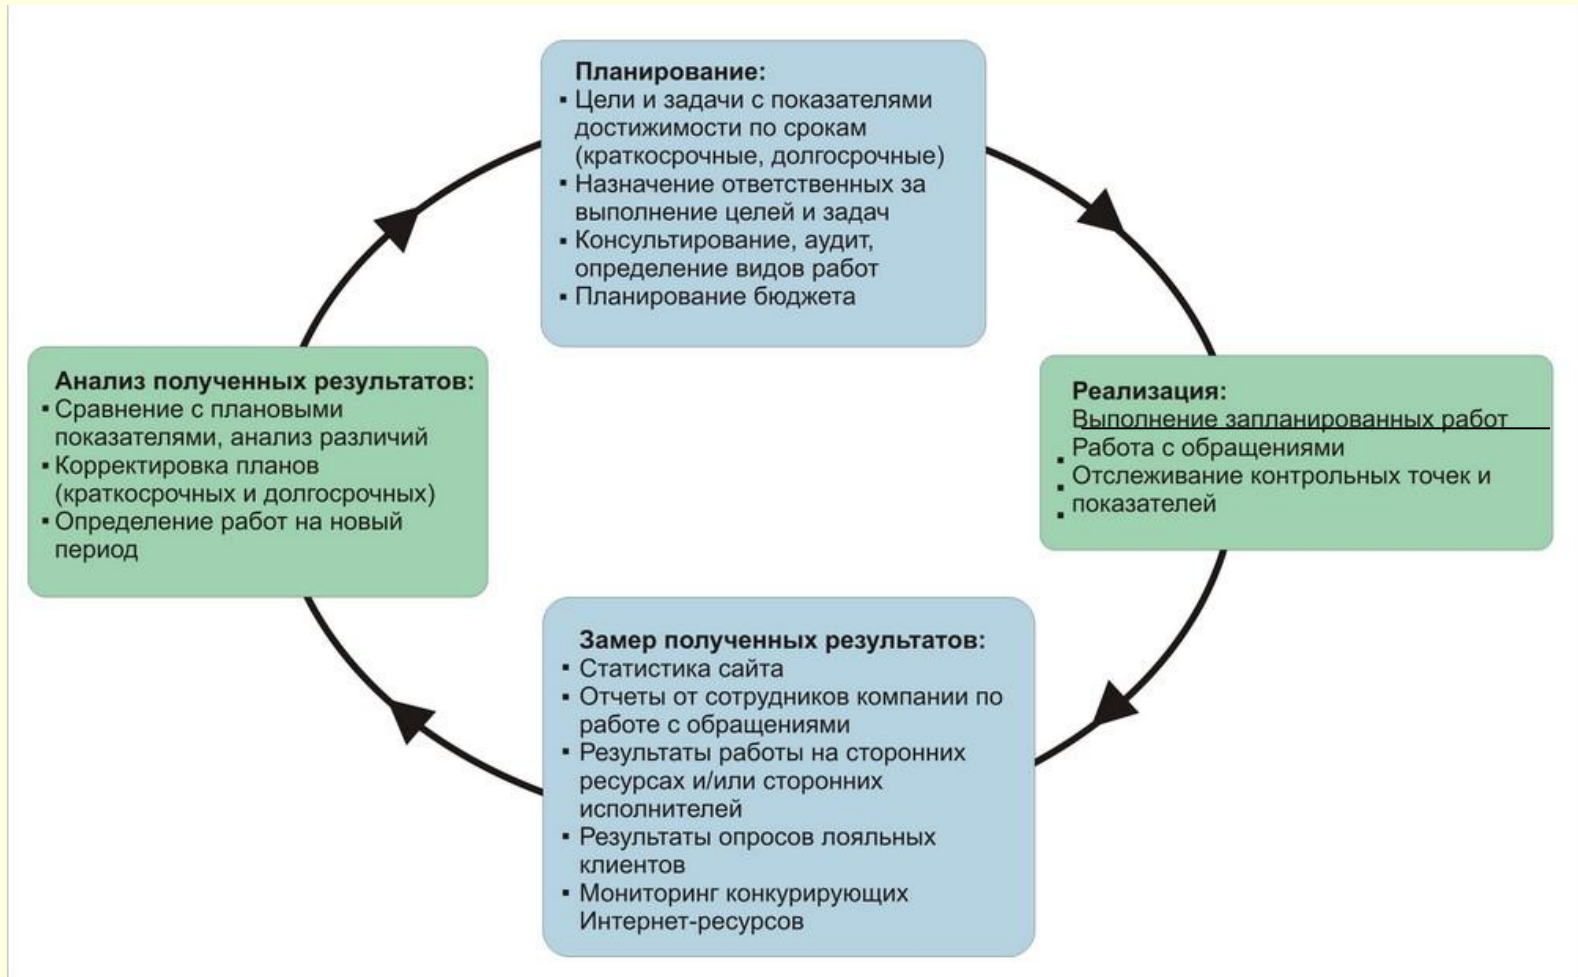 Планирование:
▪ Цели и задачи с показателями
достижимости по срокам
(краткосрочные, долгосрочные)
▪ Назначение ответственных за
выполнение целей и задач
▪ Консультирование, аудит,
определение видов работ
▪ Планирование бюджета
Реализация:
Выполнение запланированных работ
▪ Работа с обращениями
▪ Отслеживание контрольных точек и
▪ показателей
Замер полученных результатов:
▪ Статистика сайта
▪ Отчеты от сотрудников компании по
работе с обращениями
▪ Результаты работы на сторонних
ресурсах и/или сторонних
исполнителей
▪ Результаты опросов лояльных
клиентов
▪ Мониторинг конкурирующих
Интернет-ресурсов
Анализ полученных результатов:
▪ Сравнение с плановыми
показателями, анализ различий
▪ Корректировка планов
(краткосрочных и долгосрочных)
▪ Определение работ на новый
период